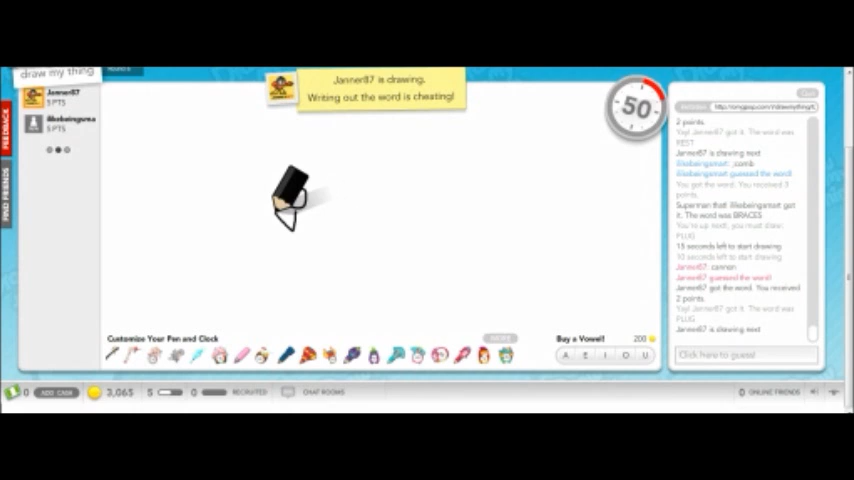 draw my thing
Janner87 is drawing.
Writing out the word is cheating!
FEEDBACK
FIND FRIENDS
Janner87
5 PTS
5 PTS
50
2 points.
Yay! Janner87 got it. The word was
REST
Janner87 is drawing next
ilikebeingsmart: comb
ilikebeingsmart guessed the word!
You got the word. You received 3
points.
Superman that! ilikebeingsmart got
it. The word was BRACES
You're up next, you must draw:
PLUG
15 seconds left to start drawing
10 seconds left to start drawing
Janner87: cannon
Janner87 guessed the word!
Janner87 got the word. You received
2 points.
Yay! Janner87 got it. The word was
PLUG
Janner87 is drawing next
Click here to guess!
Customize Your Pen and Clock
MORE
Buy a Vowel!
200
A E I O U
0
ADD CASH
3,065
5
0
RECRUITED
CHAT ROOMS
ONLINE FRIENDS